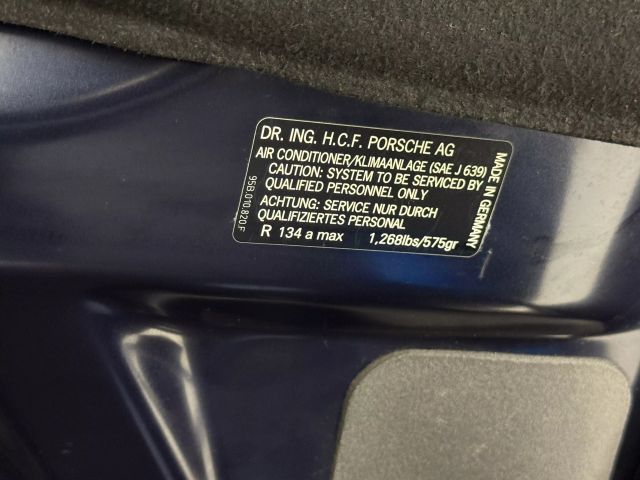 DR. ING. H.C.F. PORSCHE AG
AIR CONDITIONER/KLIMAANLAGE (SAE J 639)
CAUTION: SYSTEM TO BE SERVICED BY
QUALIFIED PERSONNEL ONLY
ACHTUNG: SERVICE NUR DURCH
QUALIFIZIERTES PERSONAL
R 134 a max 1,268lbs/575gr
MADE IN GERMANY
95B.010.820.F